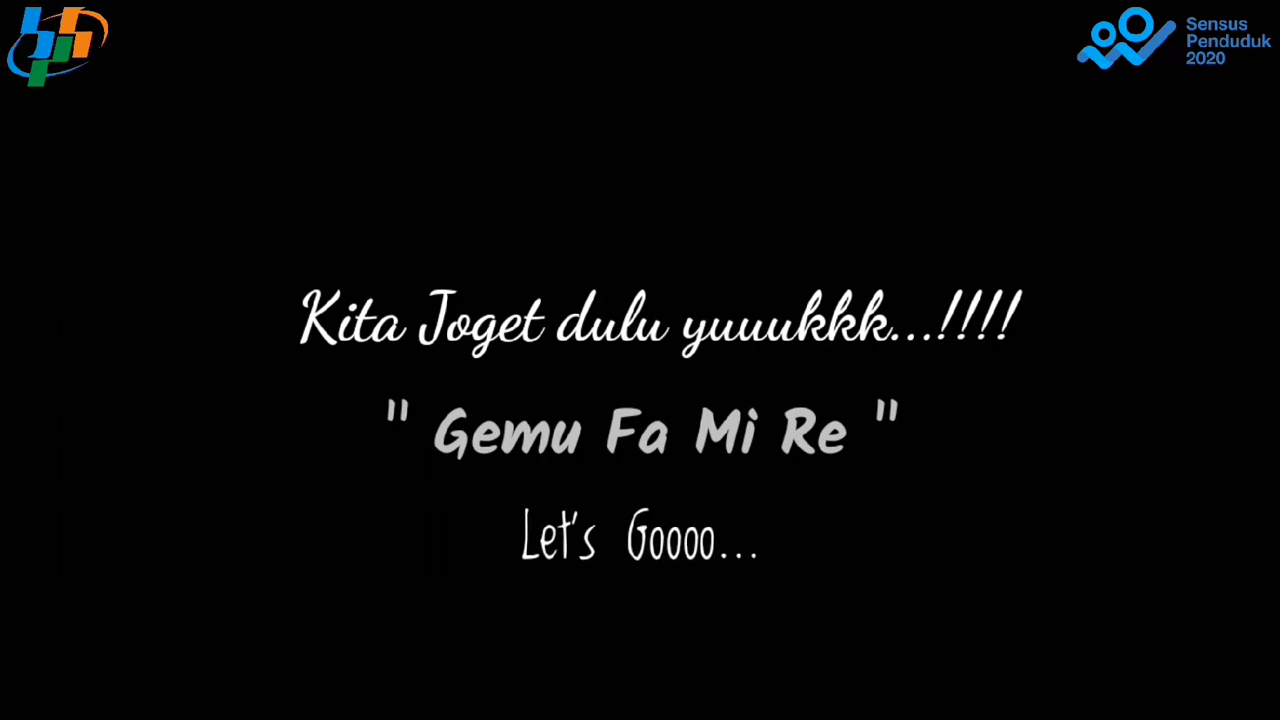 Sensus
Penduduk
2020
Kita Joget dulu yuuukkk...!!!!
" Gemu Fa Mi Re "
Let's Goooo...